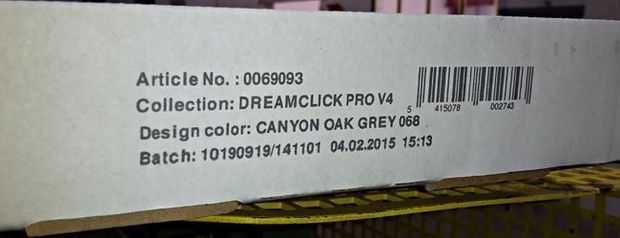 Article No. : 0069093
Collection: DREAMCLICK PRO V4
5 415078 002743
Design color: CANYON OAK GREY 068
Batch: 10190919/141101 04.02.2015 15:13